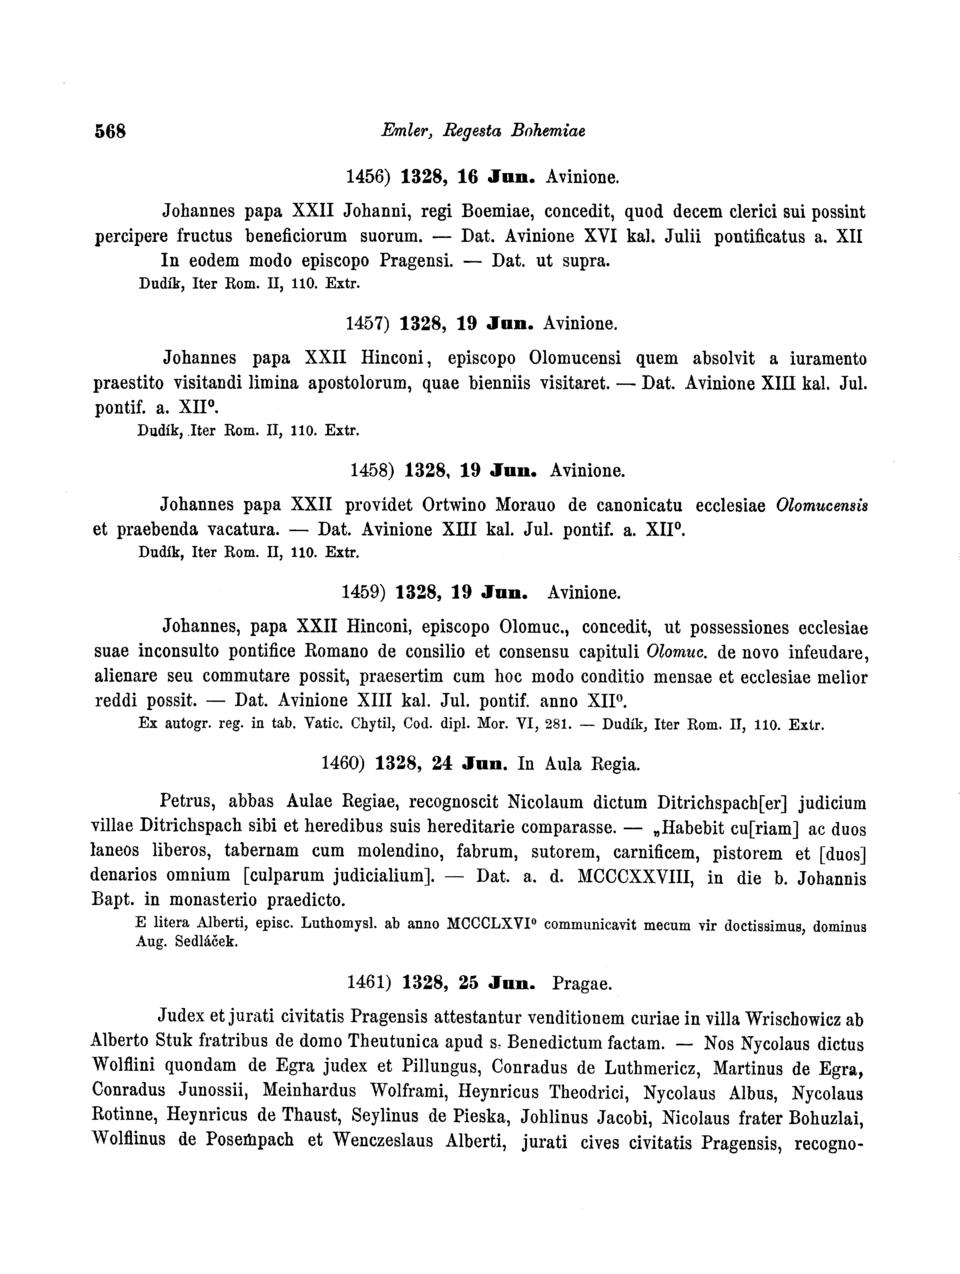 568 Emler, Regesta Bohemiae
1456) 1328, 16 Jun. Avinione.
Johannes papa XXII Johanni, regi Boemiae, concedit, quod decem clerici sui possint
percipere fructus beneficiorum suorum. — Dat. Avinione XVI kal. Julii pontificatus a. XII
In eodem modo episcopo Pragensi. — Dat. ut supra.
Dudík, Iter Rom. II, 110. Extr.
1457) 1328, 19 Jun. Avinione.
Johannes papa XXII Hinconi, episcopo Olomucensi quem absolvit a iuramento
praestito visitandi limina apostolorum, quae bienniis visitaret. — Dat. Avinione XIII kal. Jul.
pontif. a. XII⁰.
Dudík, Iter Rom. II, 110. Extr.
1458) 1328, 19 Jun. Avinione.
Johannes papa XXII providet Ortwino Morauo de canonicatu ecclesiae Olomucensis
et praebenda vacatura. — Dat. Avinione XIII kal. Jul. pontif. a. XII⁰.
Dudík, Iter Rom. II, 110. Extr.
1459) 1328, 19 Jun. Avinione.
Johannes, papa XXII Hinconi, episcopo Olomuc., concedit, ut possessiones ecclesiae
suae inconsulto pontifice Romano de consilio et consensu capituli Olomuc. de novo infeudare,
alienare seu commutare possit, praesertim cum hoc modo conditio mensae et ecclesiae melior
reddi possit. — Dat. Avinione XIII kal. Jul. pontif. anno XII⁰.
Ex autogr. reg. in tab. Vatic. Chytil, Cod. dipl. Mor. VI, 281. — Dudík, Iter Rom. II, 110. Extr.
1460) 1328, 24 Jun. In Aula Regia.
Petrus, abbas Aulae Regiae, recognoscit Nicolaum dictum Ditrichspach[er] judicium
villae Ditrichspach sibi et heredibus suis hereditarie comparasse. — „Habebit cu[riam] ac duos
laneos liberos, tabernam cum molendino, fabrum, sutorem, carnificem, pistorem et [duos]
denarios omnium [culparum judicialium]. — Dat. a. d. MCCCXXVIII, in die b. Johannis
Bapt. in monasterio praedicto.
E litera Alberti, episc. Luthomysl. ab anno MCCCLXVI⁰ communicavit mecum vir doctissimus, dominus
Aug. Sedláček.
1461) 1328, 25 Jun. Pragae.
Judex et jurati civitatis Pragensis attestantur venditionem curiae in villa Wrischowicz ab
Alberto Stuk fratribus de domo Theutunica apud s. Benedictum factam. — Nos Nycolaus dictus
Wolflini quondam de Egra judex et Pillungus, Conradus de Luthmericz, Martinus de Egra,
Conradus Junossii, Meinhardus Wolframi, Heynricus Theodrici, Nycolaus Albus, Nycolaus
Rotinne, Heynricus de Thaust, Seylinus de Pieska, Johlinus Jacobi, Nicolaus frater Bohuzlai,
Wolflinus de Posempach et Wenczeslaus Alberti, jurati cives civitatis Pragensis, recogno-